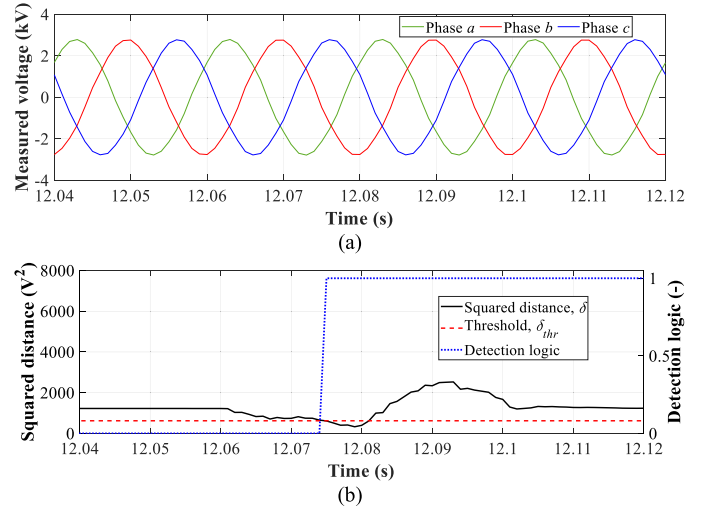 4
2
0
-2
-4
Measured voltage (kV)
Phase a Phase b Phase c
12.04 12.05 12.06 12.07 12.08 12.09 12.1 12.11 12.12
Time (s)
(a)
8000
6000
4000
2000
0
Squared distance (V²)
Squared distance, δ
Threshold, δthr
Detection logic
1
0.5
0
Detection logic (-)
12.04 12.05 12.06 12.07 12.08 12.09 12.1 12.11 12.12
Time (s)
(b)